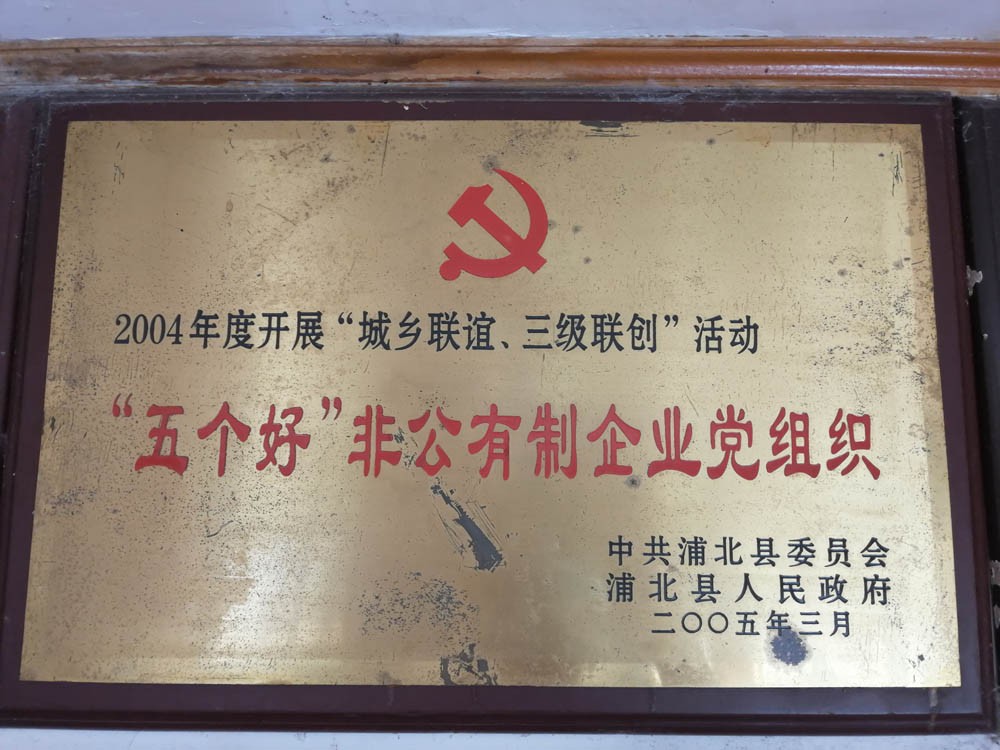 2004年度开展“城乡联谊、三级联创”活动
“五个好”非公有制企业党组织
中共浦北县委员会
浦北县人民政府
二〇〇五年三月